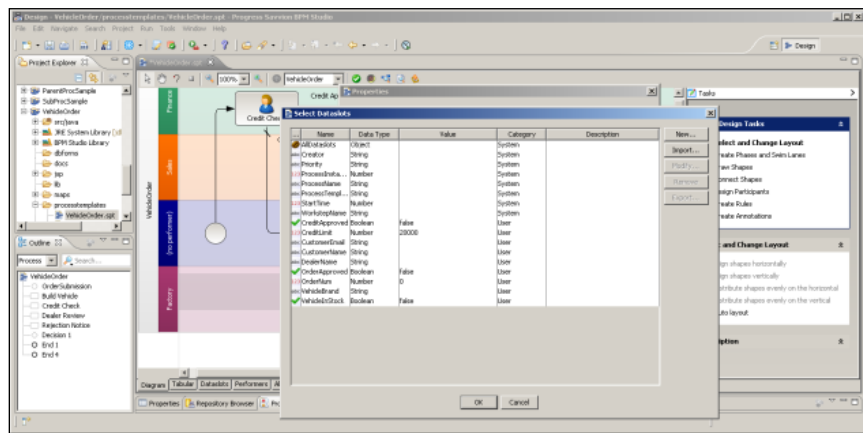 Design - VehicleOrder/processtemplates/VehicleOrder.spt - Progress Savvion BPM Studio
File Edit Navigate Search Project Run Tools Window Help
Design
Project Explorer
ParentProcSample
SubProcSample
VehicleOrder
src/java
JRE System Library
BPM Studio Library
dbforms
docs
jsp
lib
maps
processtemplates
VehicleOrder.spt
Outline
Process
Search...
VehicleOrder
OrderSubmission
Build Vehicle
Credit Check
Dealer Review
Rejection Notice
Decision 1
End 1
End 4
100%
VehicleOrder
Finance
Sales
(no performer)
Factory
VehicleOrder
Credit Chec
Credit Ap
Properties
Select Dataslots
... Name Data Type Value Category Description
AllDataslots Object System
Creator String System
Priority String System
ProcessInsta... Number System
ProcessName String System
ProcessTempl... String System
StartTime Number System
WorkstepName String System
CreditApproved Boolean False User
CreditLimit Number 20000 User
CustomerEmail String User
CustomerName String User
DealerName String User
OrderApproved Boolean False User
OrderNum Number 0 User
VehicleBrand String User
VehicleInStock Boolean False User
New...
Import...
Modify...
Remove
Export...
OK Cancel
Tasks
Design Tasks
elect and Change Layout
reate Phases and Swim Lanes
raw Shapes
onnect Shapes
ssign Participants
reate Rules
reate Annotations
t and Change Layout
ign shapes horizontally
ign shapes vertically
stribute shapes evenly on the horizontal
stribute shapes evenly on the vertical
uto layout
ription
Diagram Tabular Dataslots Performers
Properties Repository Browser